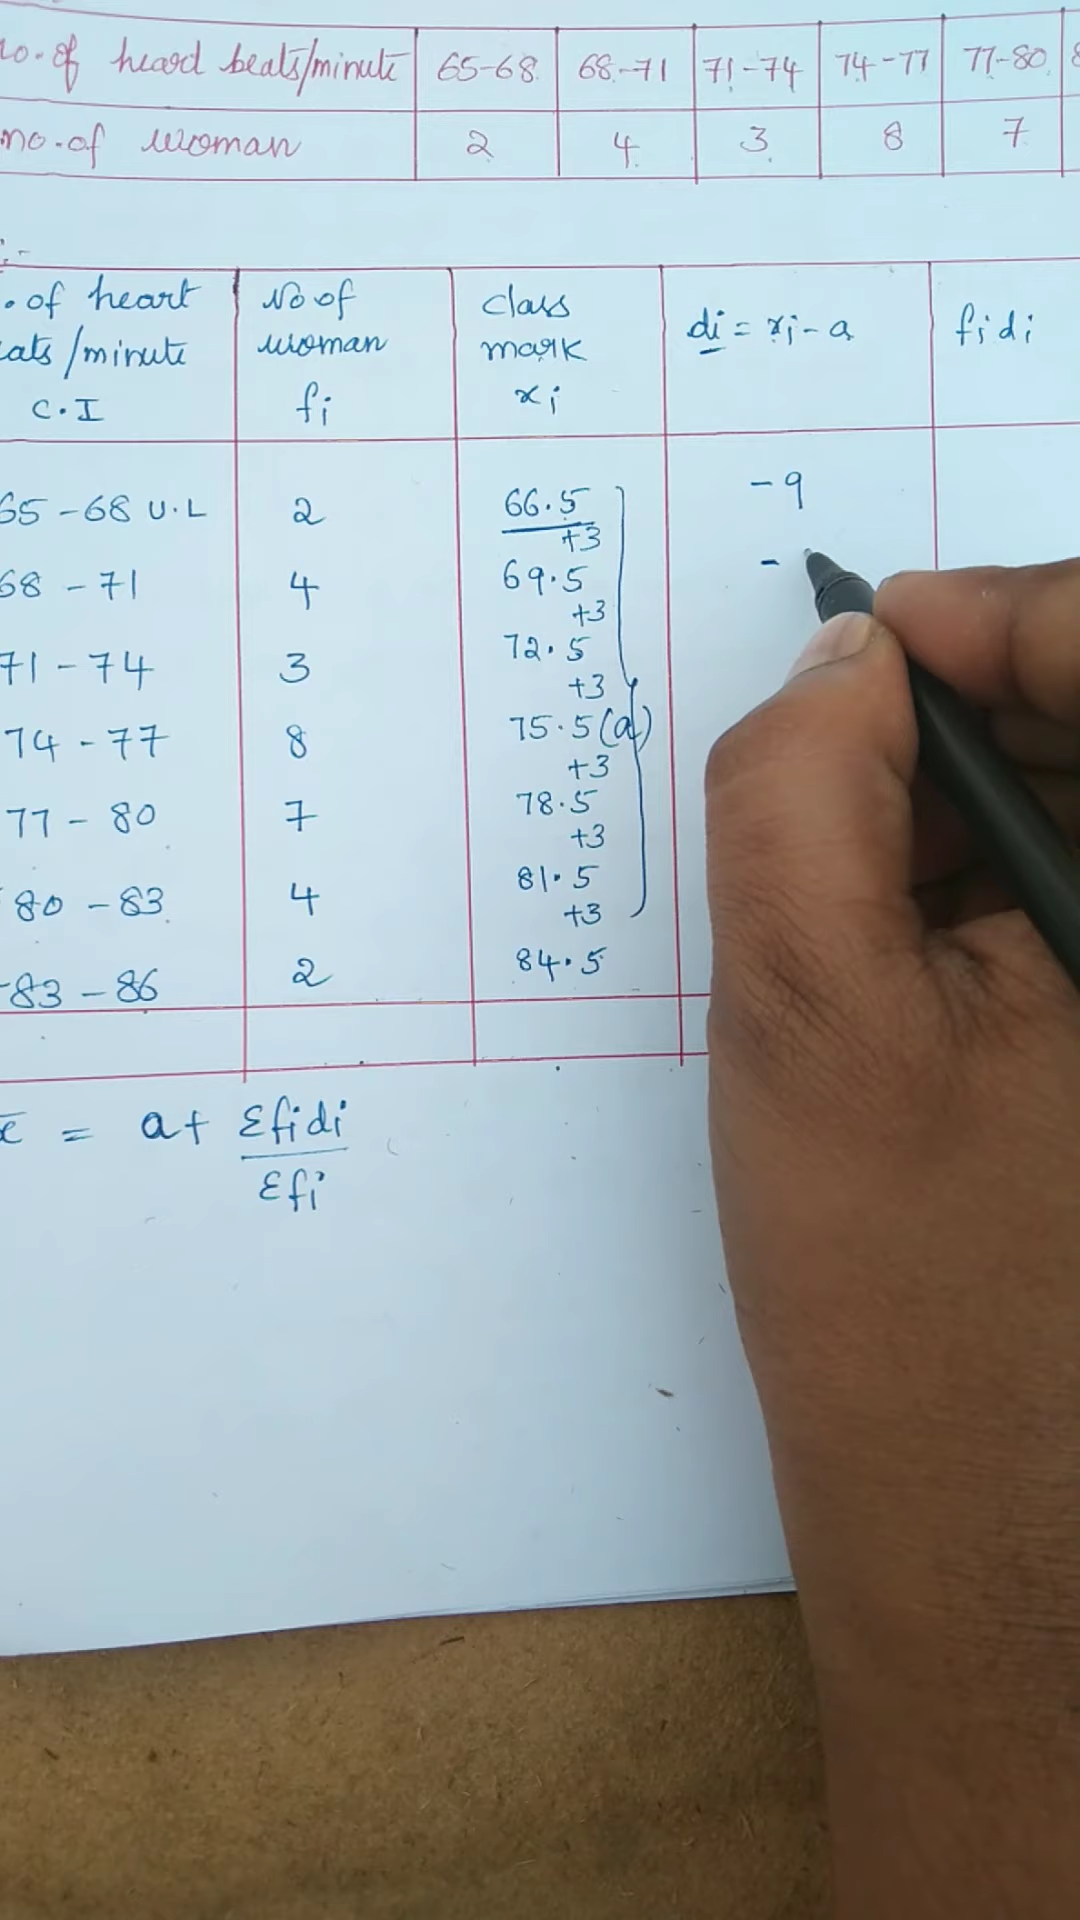 no. of heard beats/minute 65-68 68-71 71-74 74-77 77-80 8
no. of woman 2 4 3 8 7
:-
. of heart No of class di = xi - a fidi
eats /minute woman mark
C.I fi xi
65-68 U.L 2 66.5 -9
+3
68 - 71 4 69.5 -
+3
71 - 74 3 72.5
+3
74 - 77 8 75.5(a)
+3
77 - 80 7 78.5
+3
80 - 83 4 81.5
+3
83 - 86 2 84.5
x̄ = a+ Σfidi
Σfi